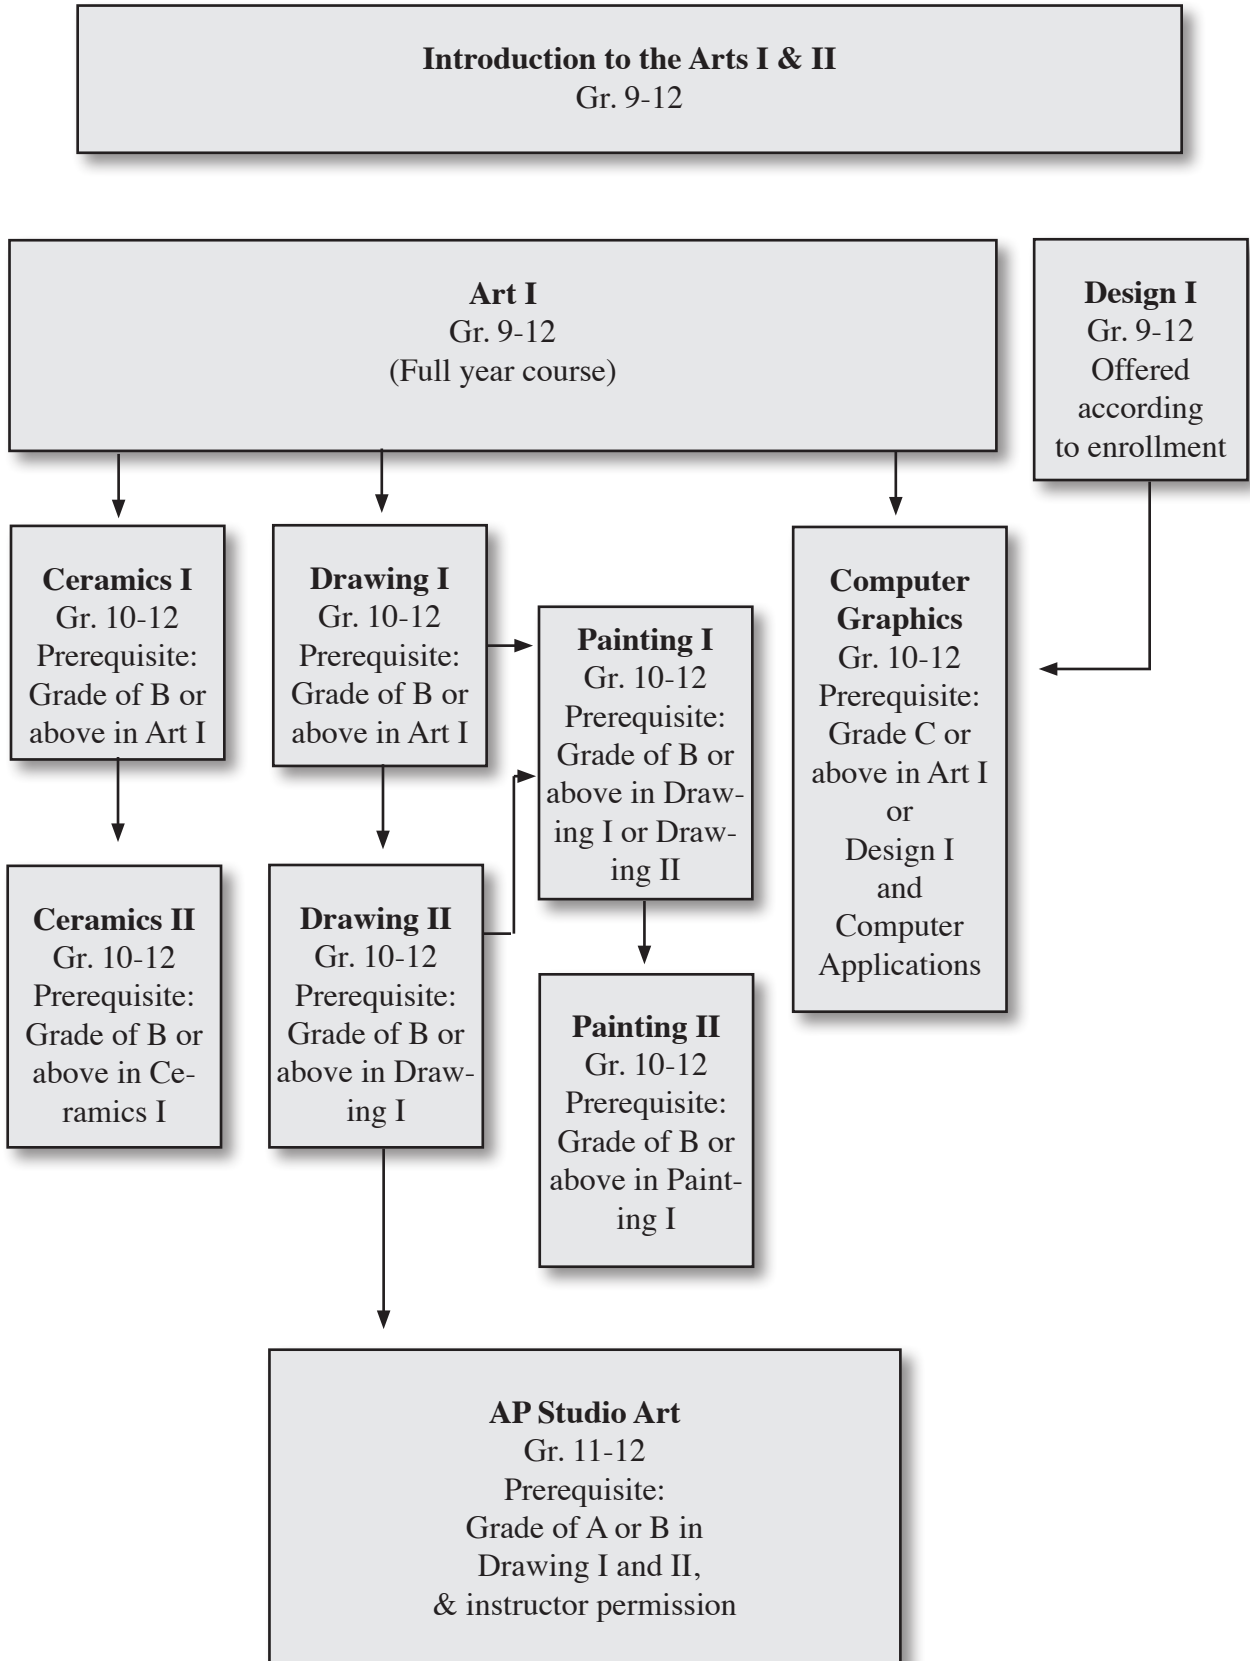 Introduction to the Arts I & II
Gr. 9-12
Art I
Gr. 9-12
(Full year course)
Design I
Gr. 9-12
Offered
according
to enrollment
Ceramics I
Gr. 10-12
Prerequisite:
Grade of B or
above in Art I
Drawing I
Gr. 10-12
Prerequisite:
Grade of B or
above in Art I
Painting I
Gr. 10-12
Prerequisite:
Grade of B or
above in Draw-
ing I or Draw-
ing II
Computer
Graphics
Gr. 10-12
Prerequisite:
Grade C or
above in Art I
or
Design I
and
Computer
Applications
Ceramics II
Gr. 10-12
Prerequisite:
Grade of B or
above in Ce-
ramics I
Drawing II
Gr. 10-12
Prerequisite:
Grade of B or
above in Draw-
ing I
Painting II
Gr. 10-12
Prerequisite:
Grade of B or
above in Paint-
ing I
AP Studio Art
Gr. 11-12
Prerequisite:
Grade of A or B in
Drawing I and II,
& instructor permission